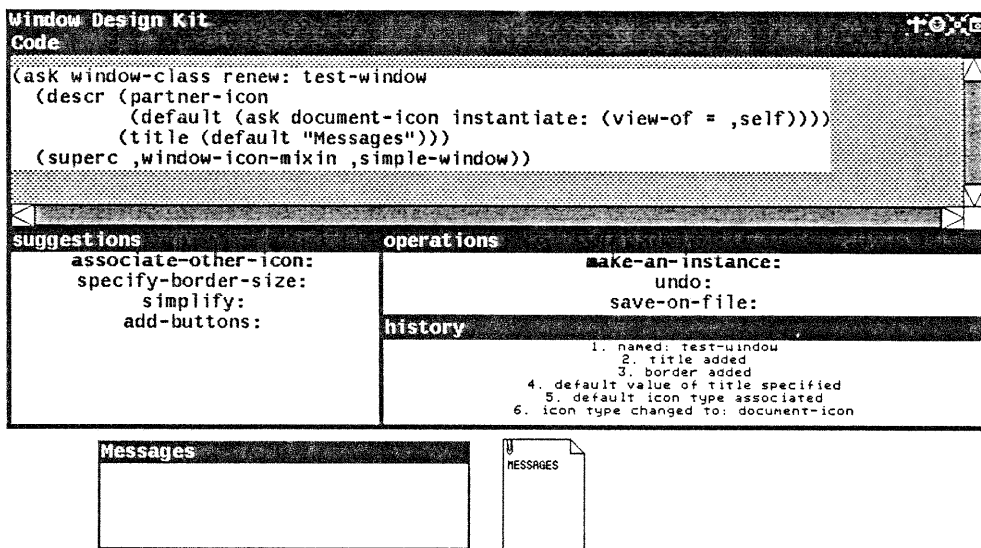 Window Design Kit
Code
(ask window-class renew: test-window
(descr (partner-icon
(default (ask document-icon instantiate: (view-of = ,self))))
(title (default "Messages")))
(superc ,window-icon-mixin ,simple-window))
suggestions
associate-other-icon:
specify-border-size:
simplify:
add-buttons:
operations
make-an-instance:
undo:
save-on-file:
history
1. named: test-window
2. title added
3. border added
4. default value of title specified
5. default icon type associated
6. icon type changed to: document-icon
Messages
MESSAGES